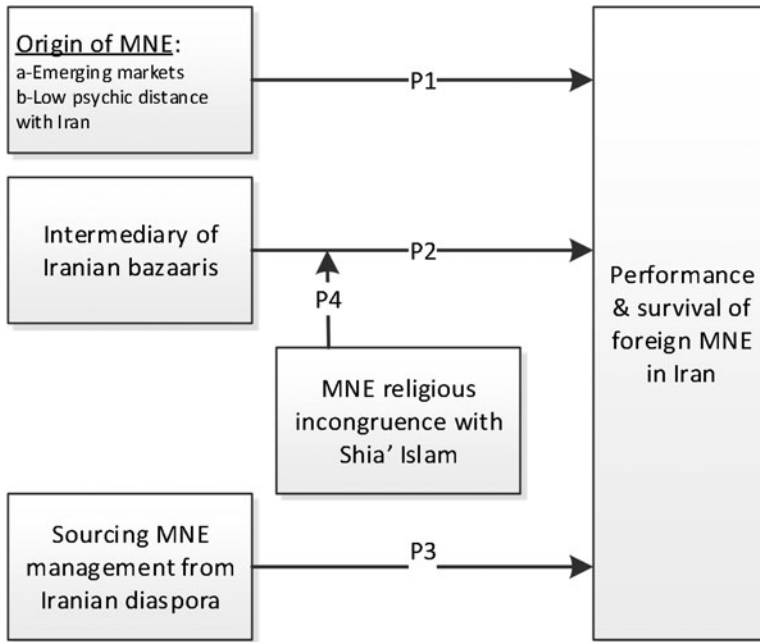 Origin of MNE:
a-Emerging markets
b-Low psychic distance
with Iran
P1
Intermediary of
Iranian bazaaris
P2
P4
MNE religious
incongruence with
Shia’ Islam
Sourcing MNE
management from
Iranian diaspora
P3
Performance
& survival of
foreign MNE
in Iran